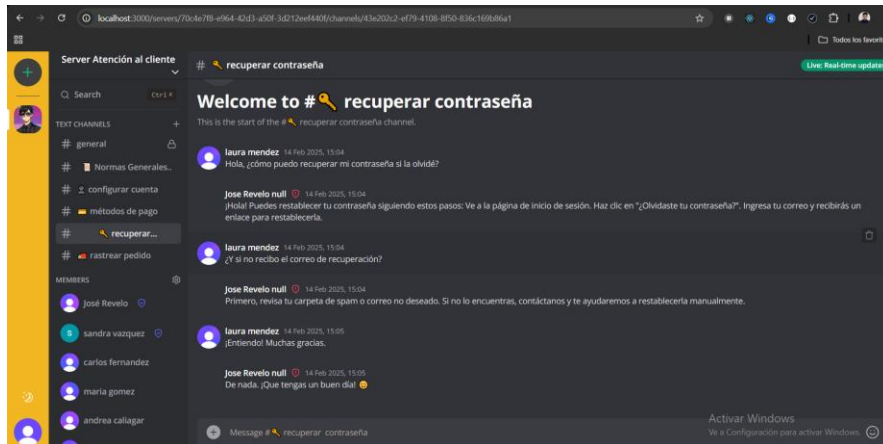 localhost:3000/servers/70c4e7f8-e964-42d3-a50f-3d212eef440f/channels/43e202c2-ef79-4108-8f50-836c169b86a1
Todos los favorit
Server Atención al cliente
# 🔑 recuperar contraseña
Live: Real-time updates
Search
Ctrl K
TEXT CHANNELS +
# general
# 📜 Normas Generales..
# configurar cuenta
# 💳 métodos de pago
# 🔑 recuperar...
# rastrear pedido
MEMBERS
José Revelo
S sandra vazquez
carlos fernandez
maria gomez
andrea callagar
Welcome to #🔑 recuperar contraseña
This is the start of the #🔑 recuperar contraseña channel.
laura mendez 14 Feb 2025, 15:04
Hola, ¿cómo puedo recuperar mi contraseña si la olvidé?
Jose Revelo null 14 Feb 2025, 15:04
¡Hola! Puedes restablecer tu contraseña siguiendo estos pasos: Ve a la página de inicio de sesión. Haz clic en "¿Olvidaste tu contraseña?". Ingresa tu correo y recibirás un
enlace para restablecerla.
laura mendez 14 Feb 2025, 15:04
¿Y si no recibo el correo de recuperación?
Jose Revelo null 14 Feb 2025, 15:04
Primero, revisa tu carpeta de spam o correo no deseado. Si no lo encuentras, contáctanos y te ayudaremos a restablecerla manualmente.
laura mendez 14 Feb 2025, 15:05
¡Entiendo! Muchas gracias.
Jose Revelo null 14 Feb 2025, 15:05
De nada. ¡Que tengas un buen día! 😊
Message #🔑 recuperar contraseña
Activar Windows
Ve a Configuración para activar Windows.